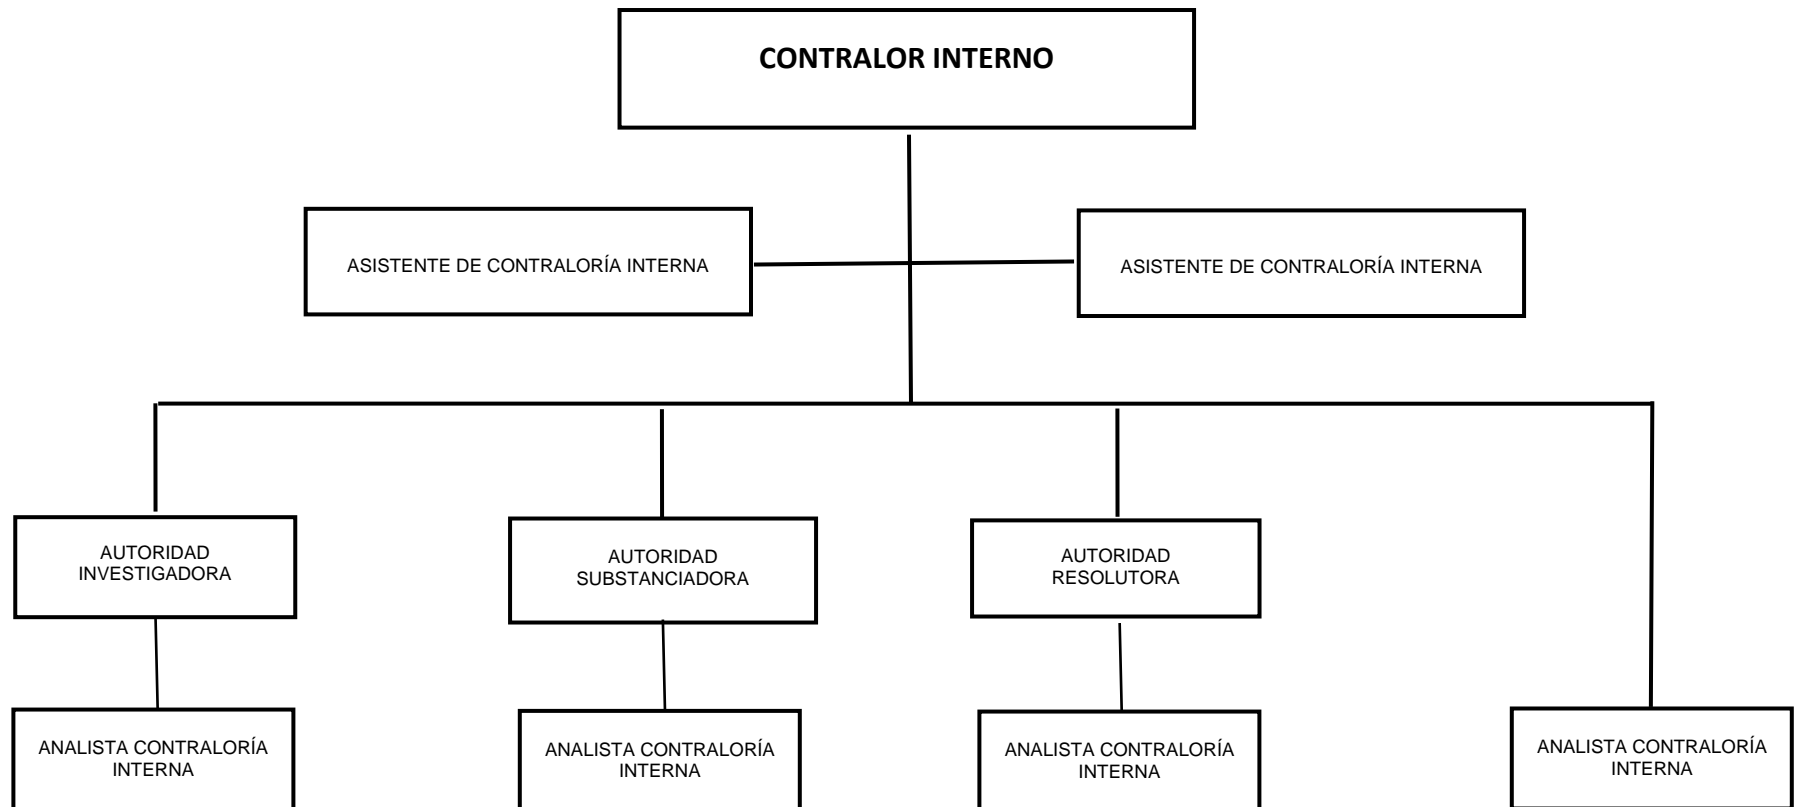 CONTRALOR INTERNO
ASISTENTE DE CONTRALORÍA INTERNA
ASISTENTE DE CONTRALORÍA INTERNA
AUTORIDAD
INVESTIGADORA
AUTORIDAD
SUBSTANCIADORA
AUTORIDAD
RESOLUTORA
ANALISTA CONTRALORÍA
INTERNA
ANALISTA CONTRALORÍA
INTERNA
ANALISTA CONTRALORÍA
INTERNA
ANALISTA CONTRALORÍA
INTERNA